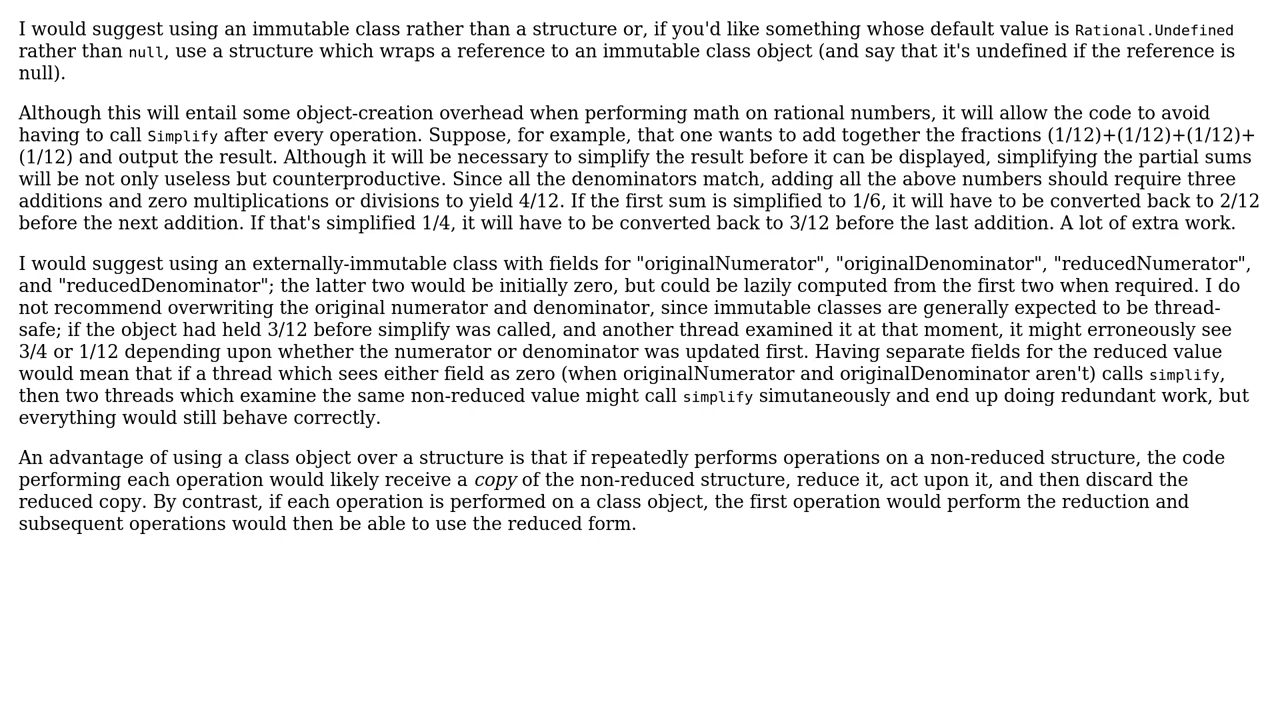 I would suggest using an immutable class rather than a structure or, if you'd like something whose default value is Rational.Undefined
rather than null, use a structure which wraps a reference to an immutable class object (and say that it's undefined if the reference is
null).
Although this will entail some object-creation overhead when performing math on rational numbers, it will allow the code to avoid
having to call Simplify after every operation. Suppose, for example, that one wants to add together the fractions (1/12)+(1/12)+(1/12)+
(1/12) and output the result. Although it will be necessary to simplify the result before it can be displayed, simplifying the partial sums
will be not only useless but counterproductive. Since all the denominators match, adding all the above numbers should require three
additions and zero multiplications or divisions to yield 4/12. If the first sum is simplified to 1/6, it will have to be converted back to 2/12
before the next addition. If that's simplified 1/4, it will have to be converted back to 3/12 before the last addition. A lot of extra work.
I would suggest using an externally-immutable class with fields for "originalNumerator", "originalDenominator", "reducedNumerator",
and "reducedDenominator"; the latter two would be initially zero, but could be lazily computed from the first two when required. I do
not recommend overwriting the original numerator and denominator, since immutable classes are generally expected to be thread-
safe; if the object had held 3/12 before simplify was called, and another thread examined it at that moment, it might erroneously see
3/4 or 1/12 depending upon whether the numerator or denominator was updated first. Having separate fields for the reduced value
would mean that if a thread which sees either field as zero (when originalNumerator and originalDenominator aren't) calls simplify,
then two threads which examine the same non-reduced value might call simplify simutaneously and end up doing redundant work, but
everything would still behave correctly.
An advantage of using a class object over a structure is that if repeatedly performs operations on a non-reduced structure, the code
performing each operation would likely receive a copy of the non-reduced structure, reduce it, act upon it, and then discard the
reduced copy. By contrast, if each operation is performed on a class object, the first operation would perform the reduction and
subsequent operations would then be able to use the reduced form.